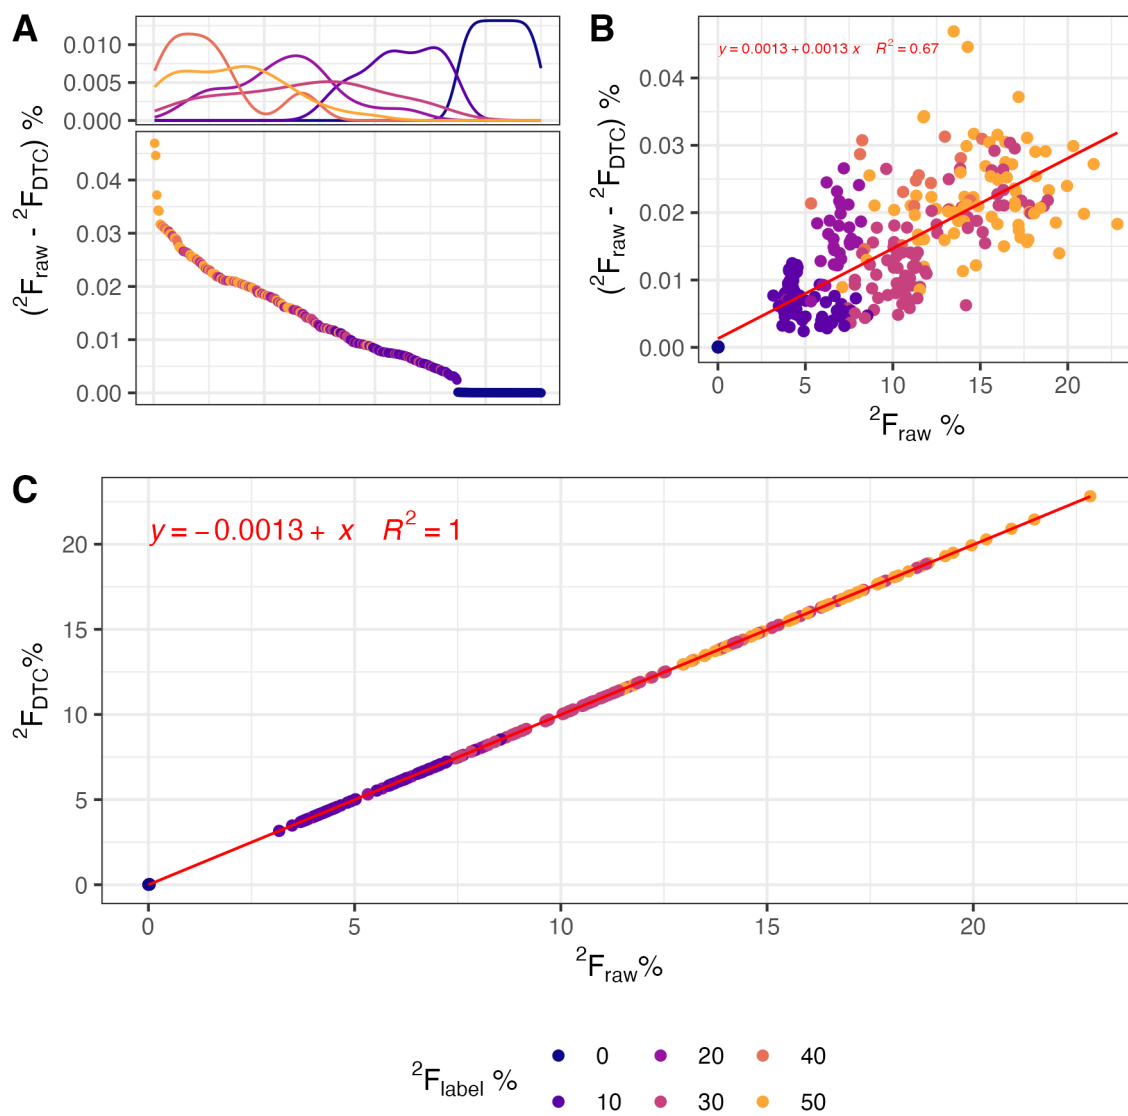 A
0.010
0.005
0.000
0.04
0.03
0.02
0.01
0.00
(²F_raw - ²F_DTC) %
B
y = 0.0013 + 0.0013 x R² = 0.67
0.04
0.03
0.02
0.01
0.00
0 5 10 15 20
(²F_raw - ²F_DTC) %
²F_raw %
C
y = − 0.0013 + x R² = 1
20
15
10
5
0
0 5 10 15 20
²F_DTC%
²F_raw%
²F_label %
0 20 40
10 30 50